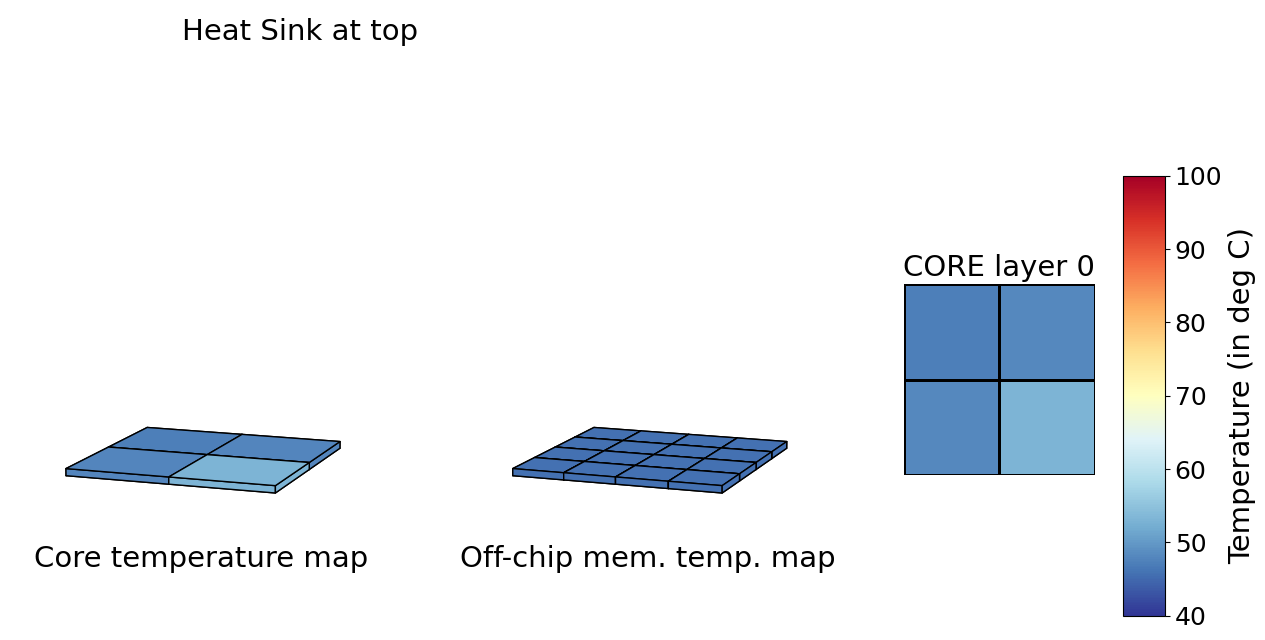 Heat Sink at top
Core temperature map
Off-chip mem. temp. map
CORE layer 0
100
90
80
70
60
50
40
Temperature (in deg C)